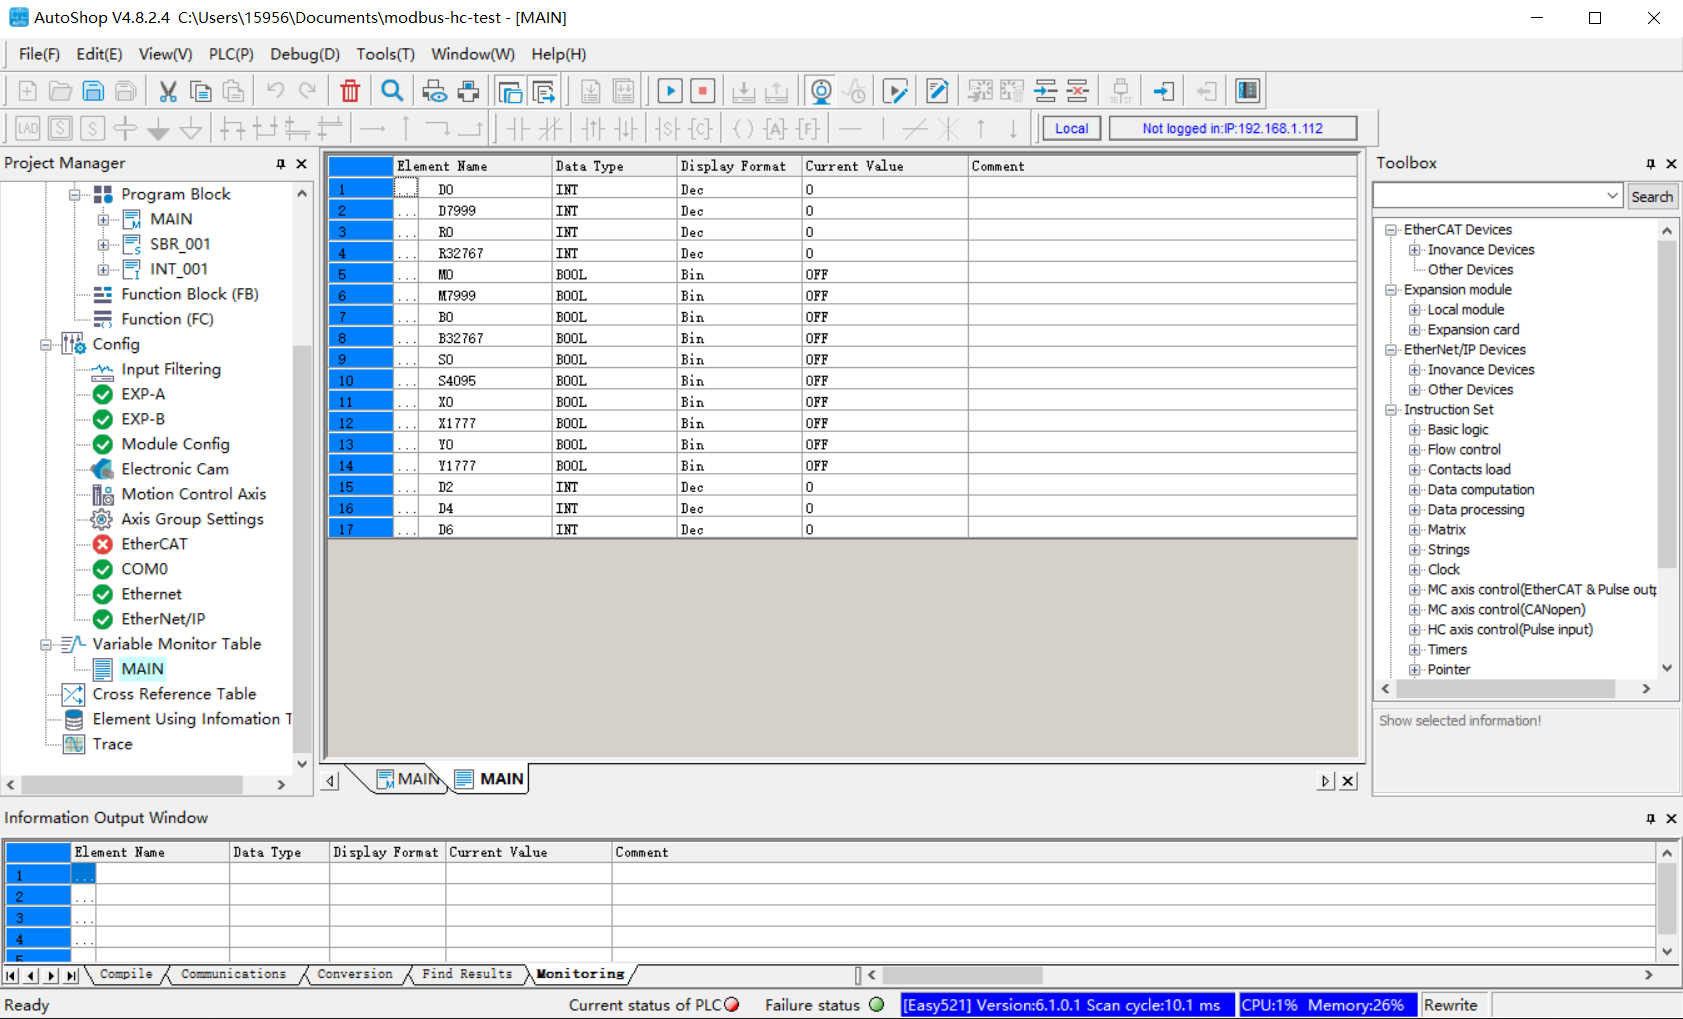 AutoShop V4.8.2.4 C:\Users\15956\Documents\modbus-hc-test - [MAIN]
File(F) Edit(E) View(V) PLC(P) Debug(D) Tools(T) Window(W) Help(H)
LAD
Local
Not logged in:IP:192.168.1.112
Project Manager
Program Block
MAIN
SBR_001
INT_001
Function Block (FB)
Function (FC)
Config
Input Filtering
EXP-A
EXP-B
Module Config
Electronic Cam
Motion Control Axis
Axis Group Settings
EtherCAT
COM0
Ethernet
EtherNet/IP
Variable Monitor Table
MAIN
Cross Reference Table
Element Using Infomation T
Trace
Element Name Data Type Display Format Current Value Comment
1 ... D0 INT Dec 0
2 ... D7999 INT Dec 0
3 ... R0 INT Dec 0
4 ... R32767 INT Dec 0
5 ... M0 BOOL Bin OFF
6 ... M7999 BOOL Bin OFF
7 ... B0 BOOL Bin OFF
8 ... B32767 BOOL Bin OFF
9 ... S0 BOOL Bin OFF
10 ... S4095 BOOL Bin OFF
11 ... X0 BOOL Bin OFF
12 ... X1777 BOOL Bin OFF
13 ... Y0 BOOL Bin OFF
14 ... Y1777 BOOL Bin OFF
15 ... D2 INT Dec 0
16 ... D4 INT Dec 0
17 ... D6 INT Dec 0
MAIN MAIN
Toolbox
Search
EtherCAT Devices
Inovance Devices
Other Devices
Expansion module
Local module
Expansion card
EtherNet/IP Devices
Inovance Devices
Other Devices
Instruction Set
Basic logic
Flow control
Contacts load
Data computation
Data processing
Matrix
Strings
Clock
MC axis control(EtherCAT & Pulse outp
MC axis control(CANopen)
HC axis control(Pulse input)
Timers
Pointer
Show selected information!
Information Output Window
Element Name Data Type Display Format Current Value Comment
1 ...
2 ...
3 ...
4 ...
5
Compile Communications Conversion Find Results Monitoring
Ready Current status of PLC Failure status [Easy521] Version:6.1.0.1 Scan cycle:10.1 ms CPU:1% Memory:26% Rewrite